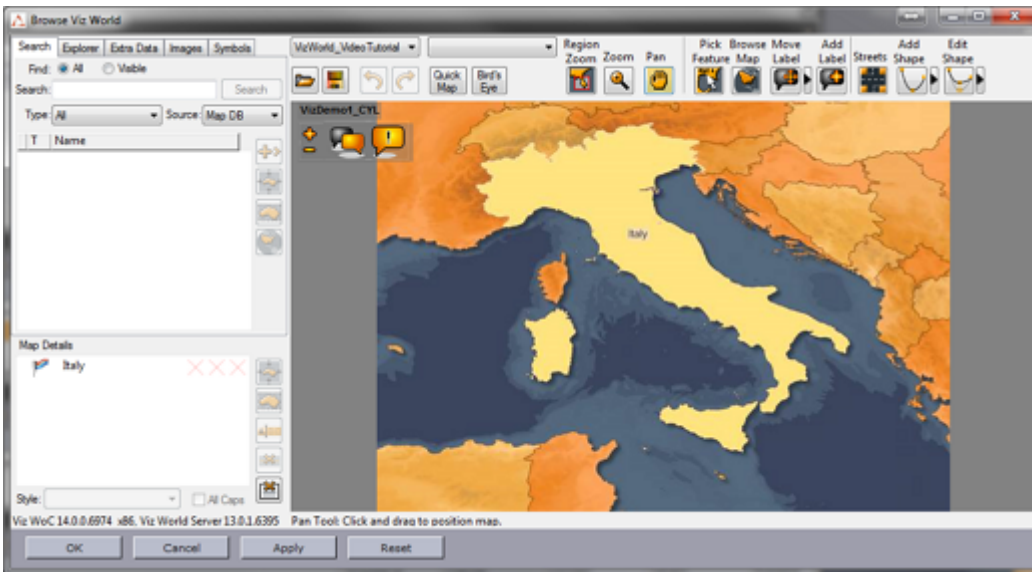 Browse Viz World
Search Explorer Extra Data Images Symbols
Find: All Visible
Search: Search
Type: All Source: Map DB
T Name
Map Details
Italy
Style: All Caps
Viz WoC 14.0.0.6974 x86, Viz World Server 13.0.1.6395 Pan Tool: Click and drag to position map.
OK Cancel Apply Reset
VizWorld_VideoTutorial
Quick Map
Bird's Eye
Region Zoom
Zoom
Pan
Pick Feature
Browse Map
Move Label
Add Label
Streets
Add Shape
Edit Shape
VizDemo1_CYL
Italy